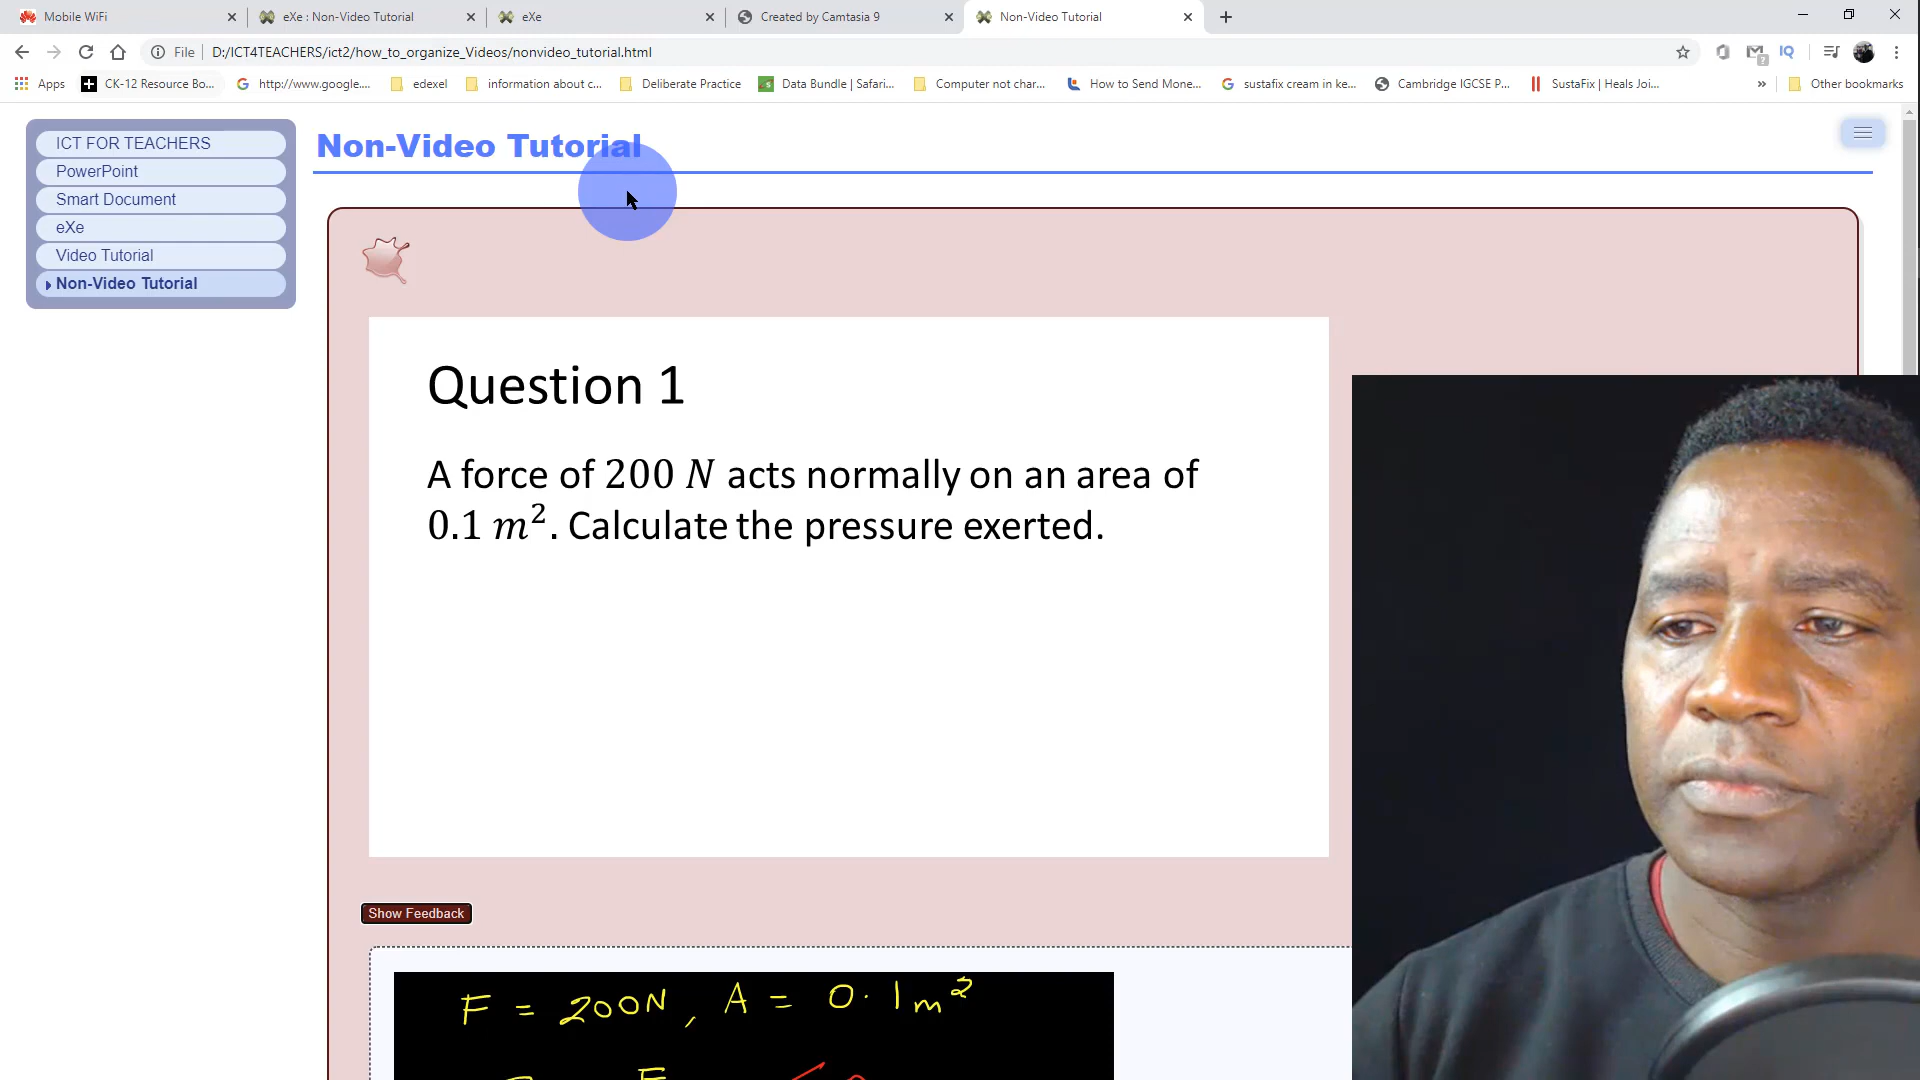 Mobile WiFi
eXe : Non-Video Tutorial
eXe
Created by Camtasia 9
Non-Video Tutorial
File
D:/ICT4TEACHERS/ict2/how_to_organize_Videos/nonvideo_tutorial.html
IQ
Apps
CK-12 Resource Bo...
http://www.google....
edexel
information about c...
Deliberate Practice
Data Bundle | Safari...
Computer not char...
How to Send Mone...
sustafix cream in ke...
Cambridge IGCSE P...
SustaFix | Heals Joi...
»
Other bookmarks
ICT FOR TEACHERS
PowerPoint
Smart Document
eXe
Video Tutorial
Non-Video Tutorial
Non-Video Tutorial
Question 1
A force of 200 N acts normally on an area of
0.1 m². Calculate the pressure exerted.
Show Feedback
F = 200N, A = 0.1m²